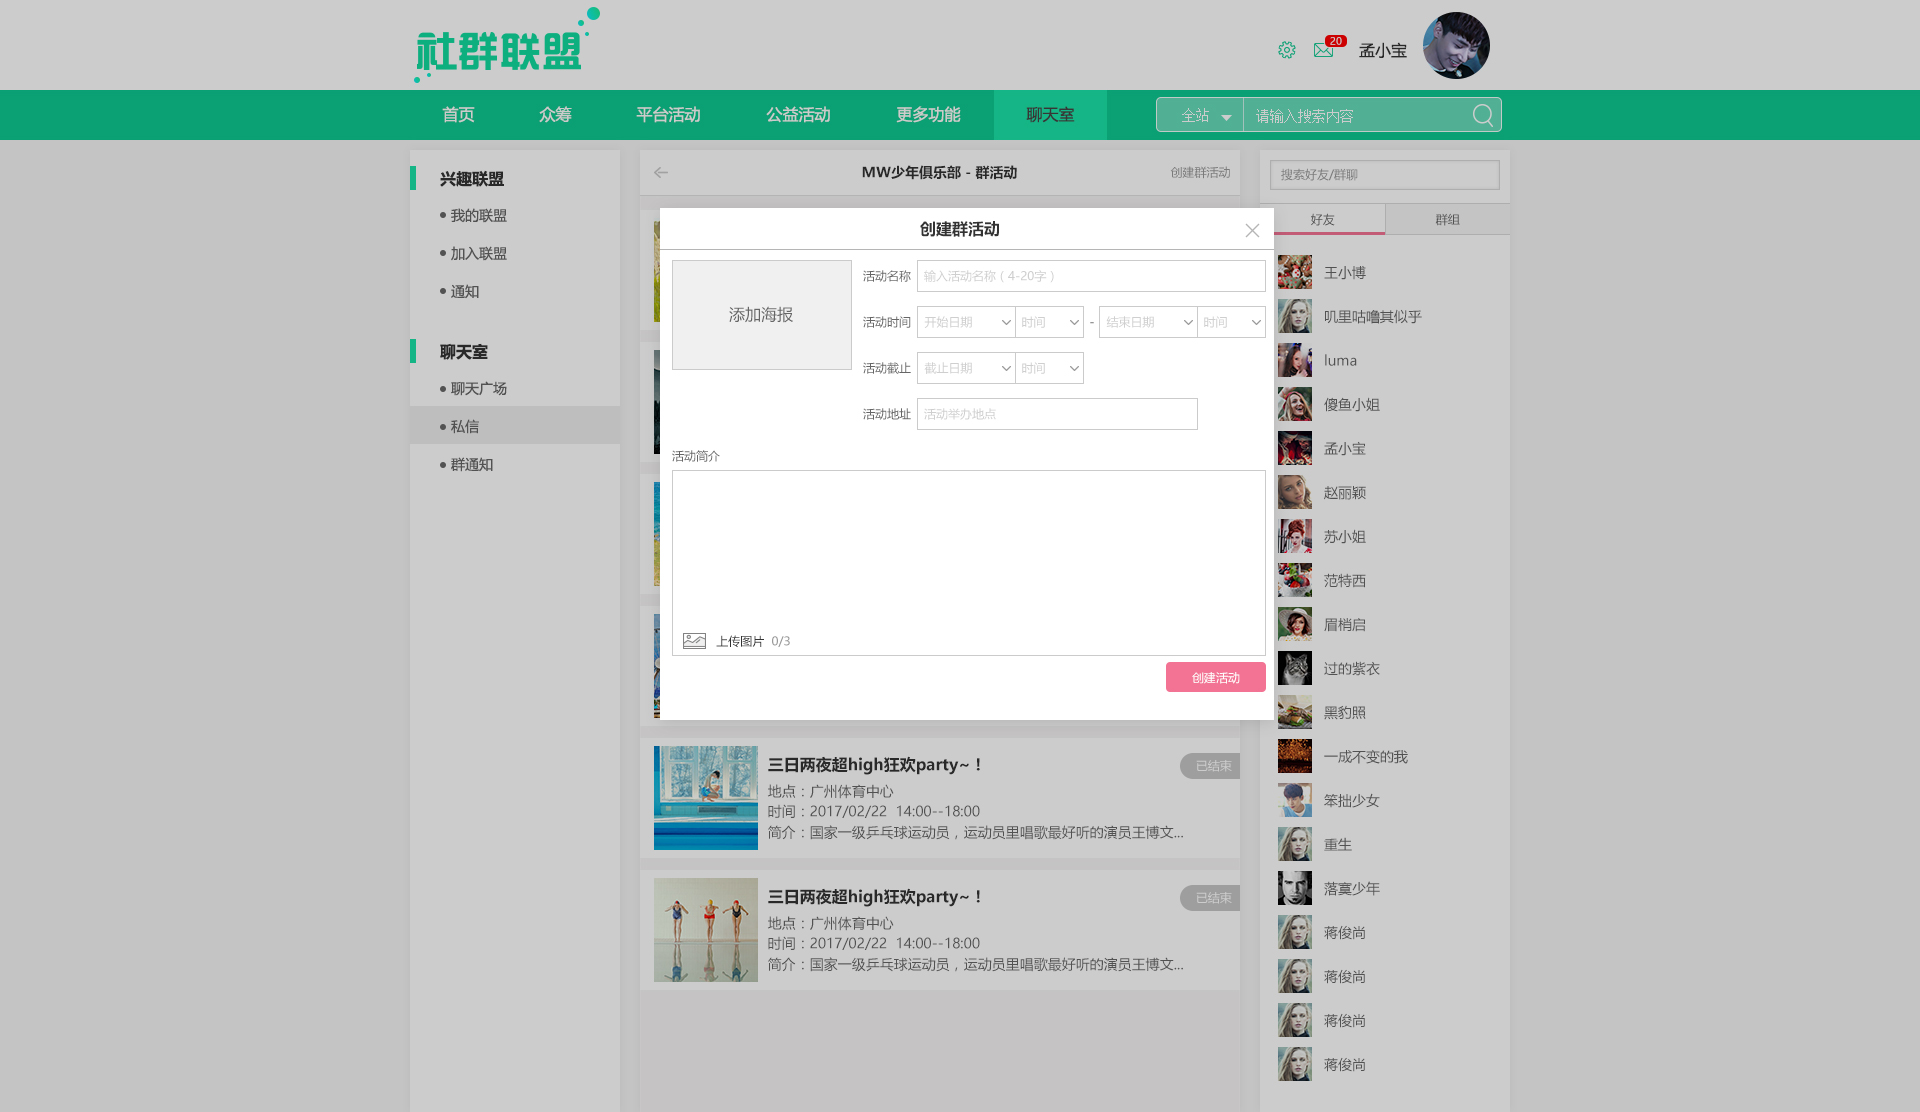 社群联盟
20
孟小宝
首页
众筹
平台活动
公益活动
更多功能
聊天室
全站
请输入搜索内容
兴趣联盟
我的联盟
加入联盟
通知
聊天室
聊天广场
私信
群通知
MW少年俱乐部 - 群活动
创建群活动
创建群活动
添加海报
活动名称
输入活动名称（4-20字）
活动时间
开始日期
时间
-
结束日期
时间
活动截止
截止日期
时间
活动地址
活动举办地点
活动简介
上传图片 0/3
创建活动
三日两夜超high狂欢party~！
已结束
地点：广州体育中心
时间：2017/02/22 14:00--18:00
简介：国家一级乒乓球运动员，运动员里唱歌最好听的演员王博文...
三日两夜超high狂欢party~！
已结束
地点：广州体育中心
时间：2017/02/22 14:00--18:00
简介：国家一级乒乓球运动员，运动员里唱歌最好听的演员王博文...
搜索好友/群聊
好友
群组
王小博
叽里咕噜其似乎
luma
傻鱼小姐
孟小宝
赵丽颖
苏小姐
范特西
眉梢启
过的紫衣
黑豹照
一成不变的我
笨拙少女
重生
落寞少年
蒋俊尚
蒋俊尚
蒋俊尚
蒋俊尚